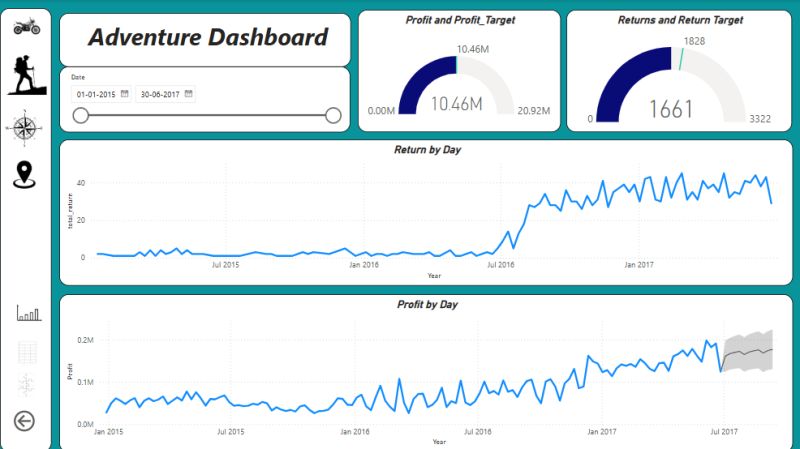 Adventure Dashboard
Date
01-01-2015 30-06-2017
Profit and Profit_Target
10.46M
10.46M
0.00M 20.92M
Returns and Return Target
1828
1661
0 3322
Return by Day
total_return
40
20
0
Jul 2015 Jan 2016 Jul 2016 Jan 2017
Year
Profit by Day
Profit
0.2M
0.1M
0.0M
Jan 2015 Jul 2015 Jan 2016 Jul 2016 Jan 2017 Jul 2017
Year